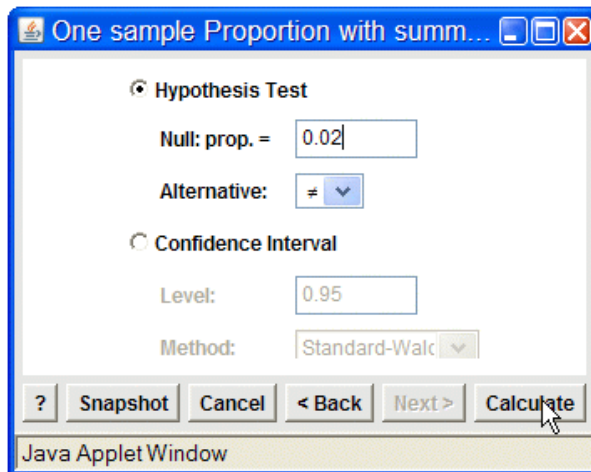 One sample Proportion with summ...
Hypothesis Test
Null: prop. = 0.02
Alternative: ≠
Confidence Interval
Level: 0.95
Method: Standard-Walc
? Snapshot Cancel < Back Next > Calculate
Java Applet Window